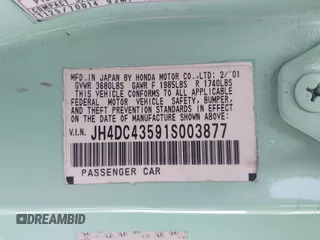 MFD. IN JAPAN BY HONDA MOTOR CO., LTD. 2/'01
GVWR 3680LBS GAWR F 1985LBS R 1740LBS
THIS VEHICLE CONFORMS TO ALL APPLICABLE
FEDERAL MOTOR VEHICLE SAFETY, BUMPER, AND
THEFT PREVENTION STANDARDS IN EFFECT ON
THE DATE OF MANUFACTURE SHOWN ABOVE.
V.I.N. JH4DC43591S003877
PASSENGER CAR
DREAMBID